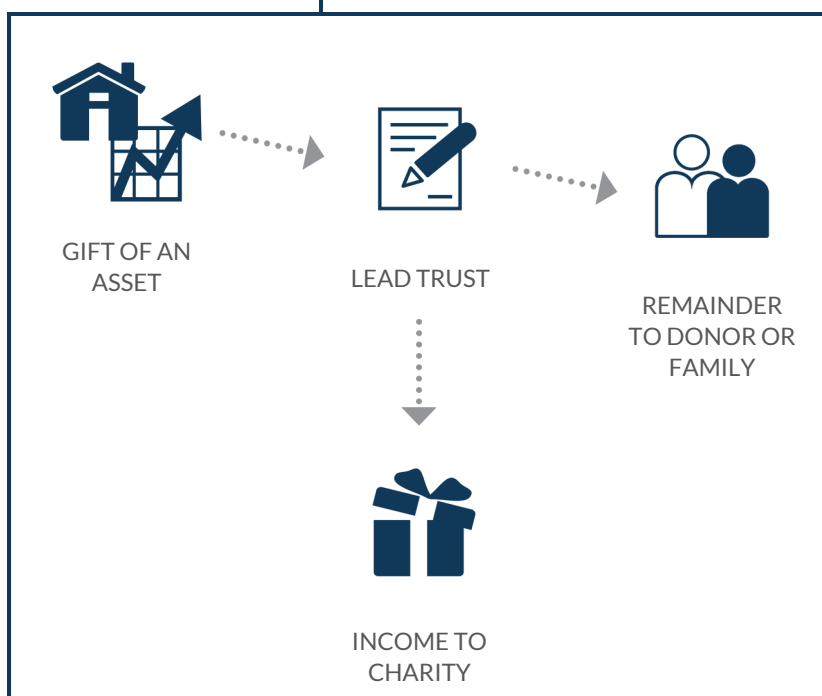 GIFT OF AN
ASSET
LEAD TRUST
REMAINDER
TO DONOR OR
FAMILY
INCOME TO
CHARITY